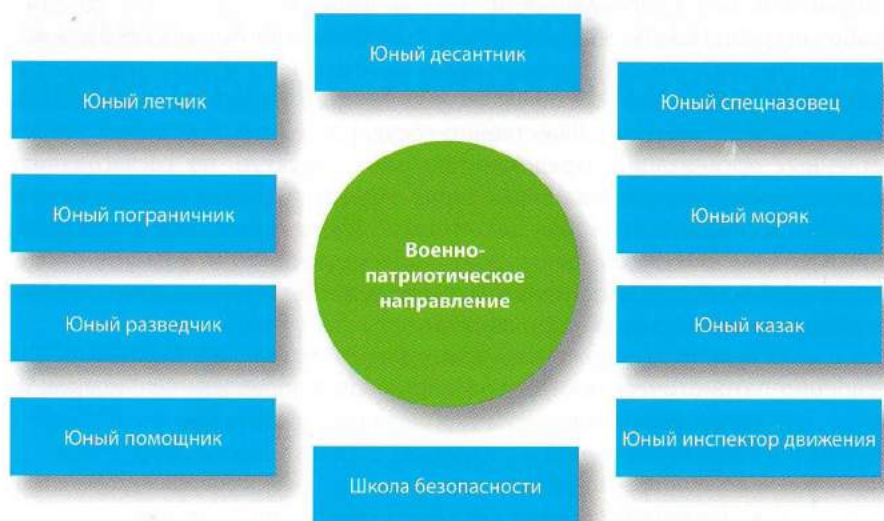 Юный десантник
Юный летчик
Юный спецназовец
Юный пограничник
Юный моряк
Военно-
патриотическое
направление
Юный разведчик
Юный казак
Юный помощник
Юный инспектор движения
Школа безопасности